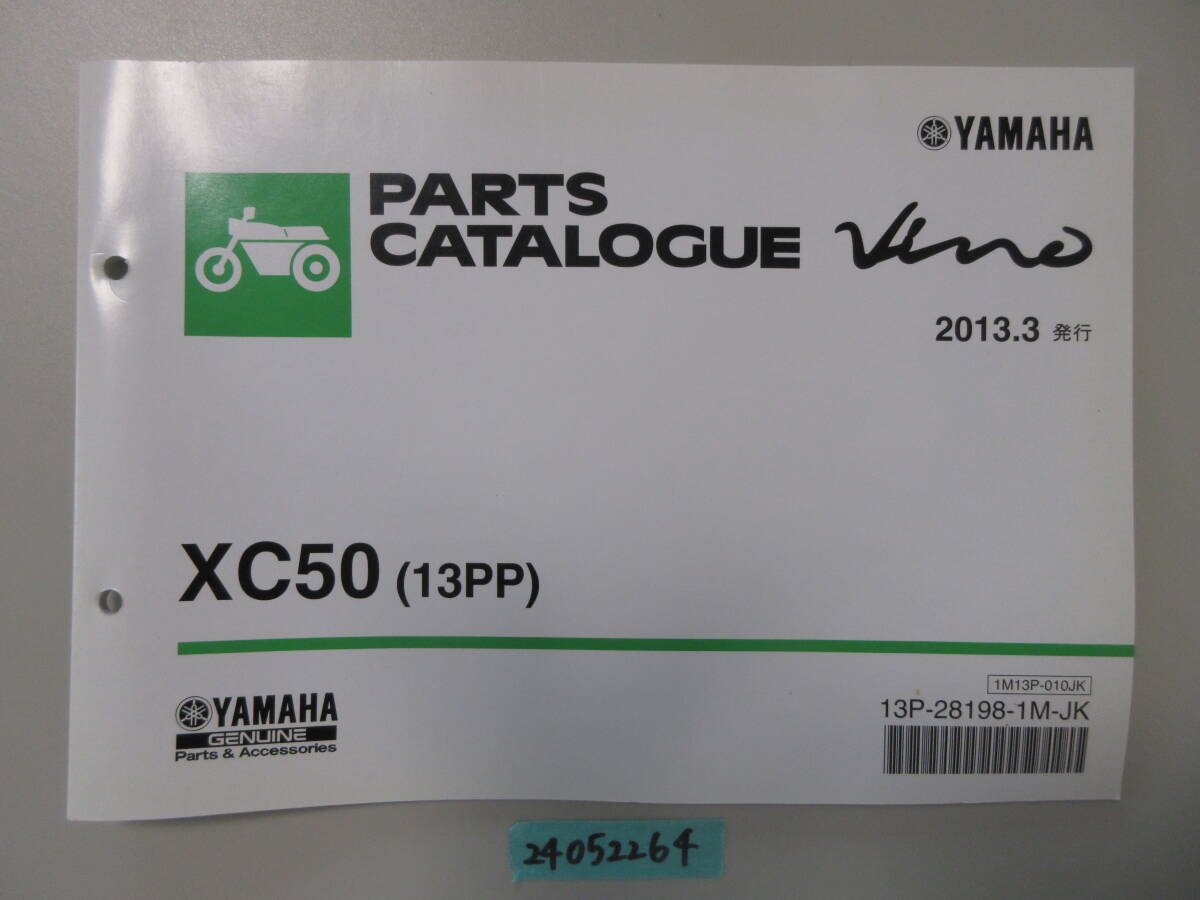 YAMAHA
PARTS
CATALOGUE Vino
2013.3 発行
XC50 (13PP)
1M13P-010JK
13P-28198-1M-JK
YAMAHA
GENUINE
Parts & Accessories
24052264